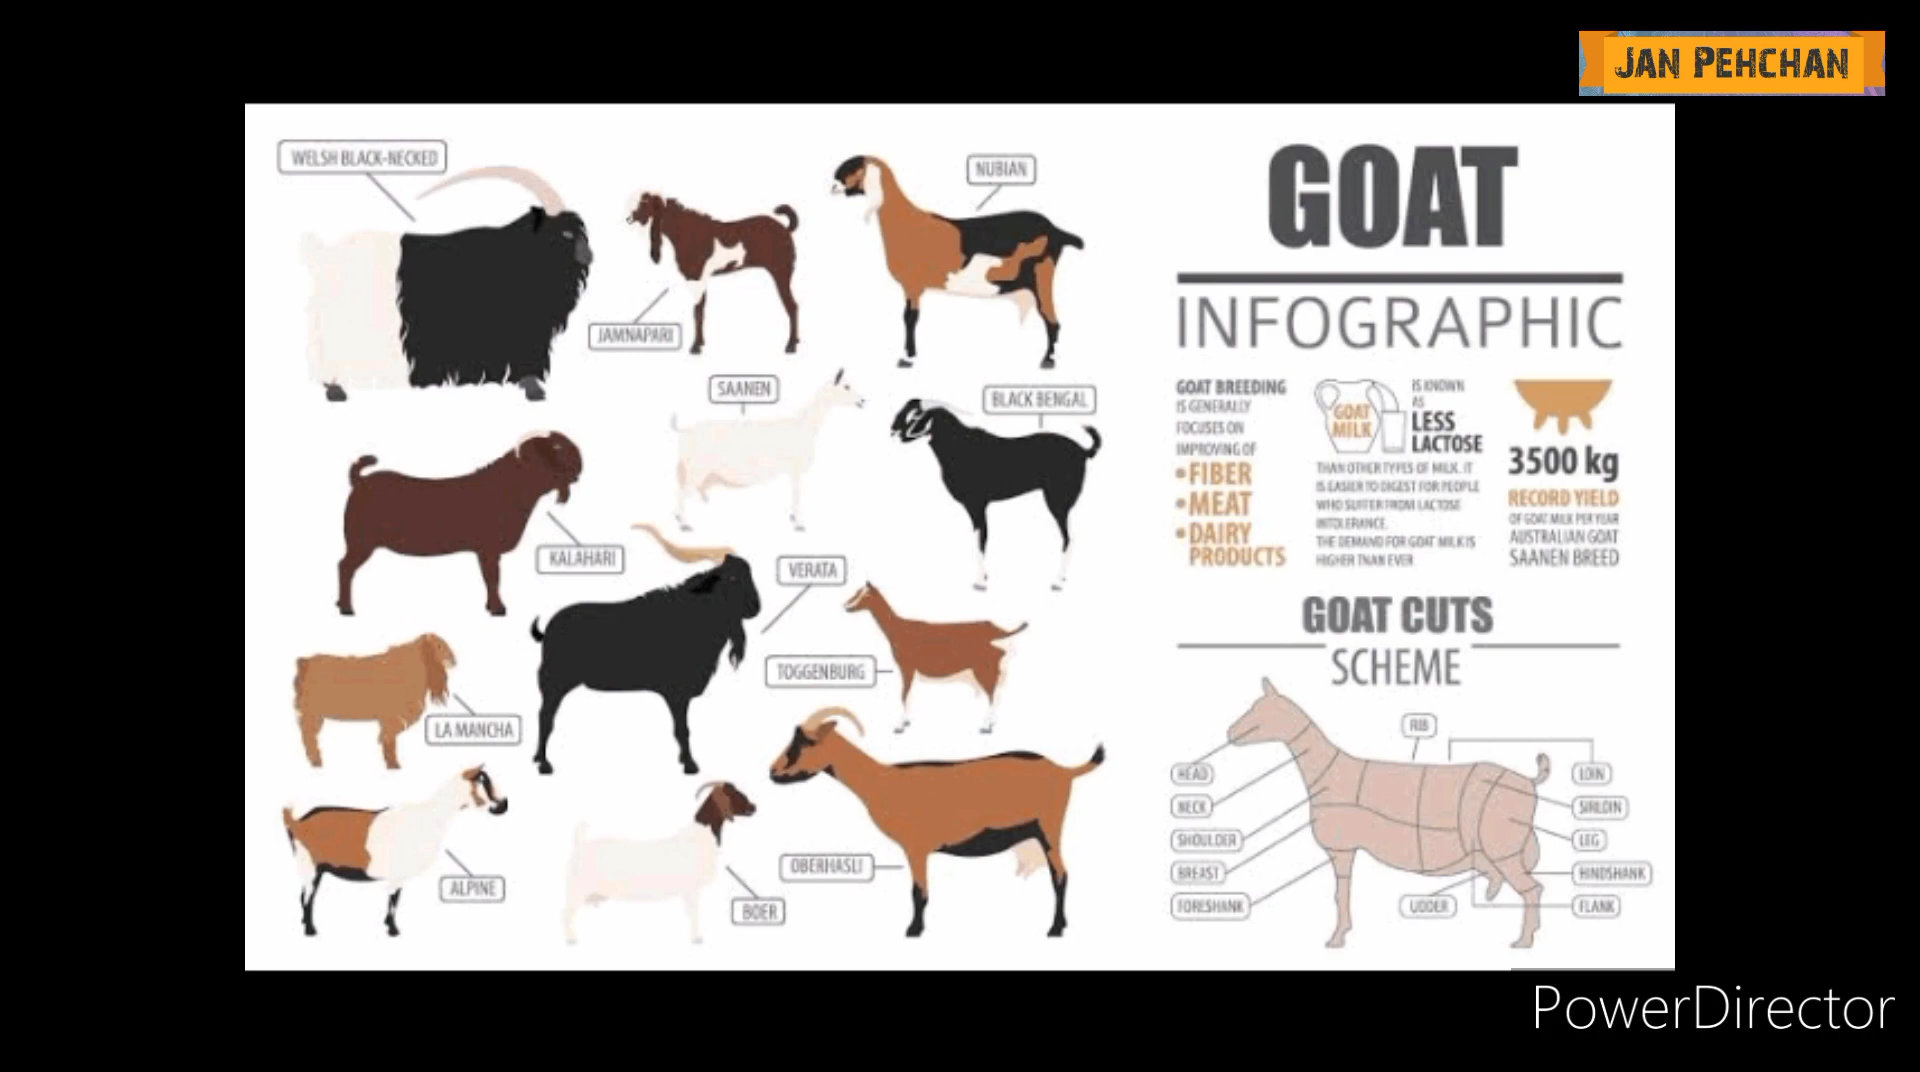 JAN PEHCHAN
WELSH BLACK-NECKED
JAMNAPARI
NUBIAN
SAANEN
BLACK BENGAL
KALAHARI
VERATA
TOGGENBURG
LA MANCHA
ALPINE
BOER
OBERHASLI
GOAT
INFOGRAPHIC
GOAT BREEDING
IS GENERALLY
FOCUSES ON
IMPROVING OF
•FIBER
•MEAT
•DAIRY
PRODUCTS
GOAT
MILK
IS KNOWN
AS
LESS
LACTOSE
THAN OTHER TYPES OF MILK. IT
IS EASIER TO DIGEST FOR PEOPLE
WHO SUFFER FROM LACTOSE
INTOLERANCE.
THE DEMAND FOR GOAT MILK IS
HIGHER THAN EVER
3500 kg
RECORD YIELD
OF GOAT MILK PER YEAR
AUSTRALIAN GOAT
SAANEN BREED
GOAT CUTS
SCHEME
RIB
HEAD
NECK
SHOULDER
BREAST
FORESHANK
UDDER
LOIN
SIRLOIN
LEG
HINDSHANK
FLANK
PowerDirector